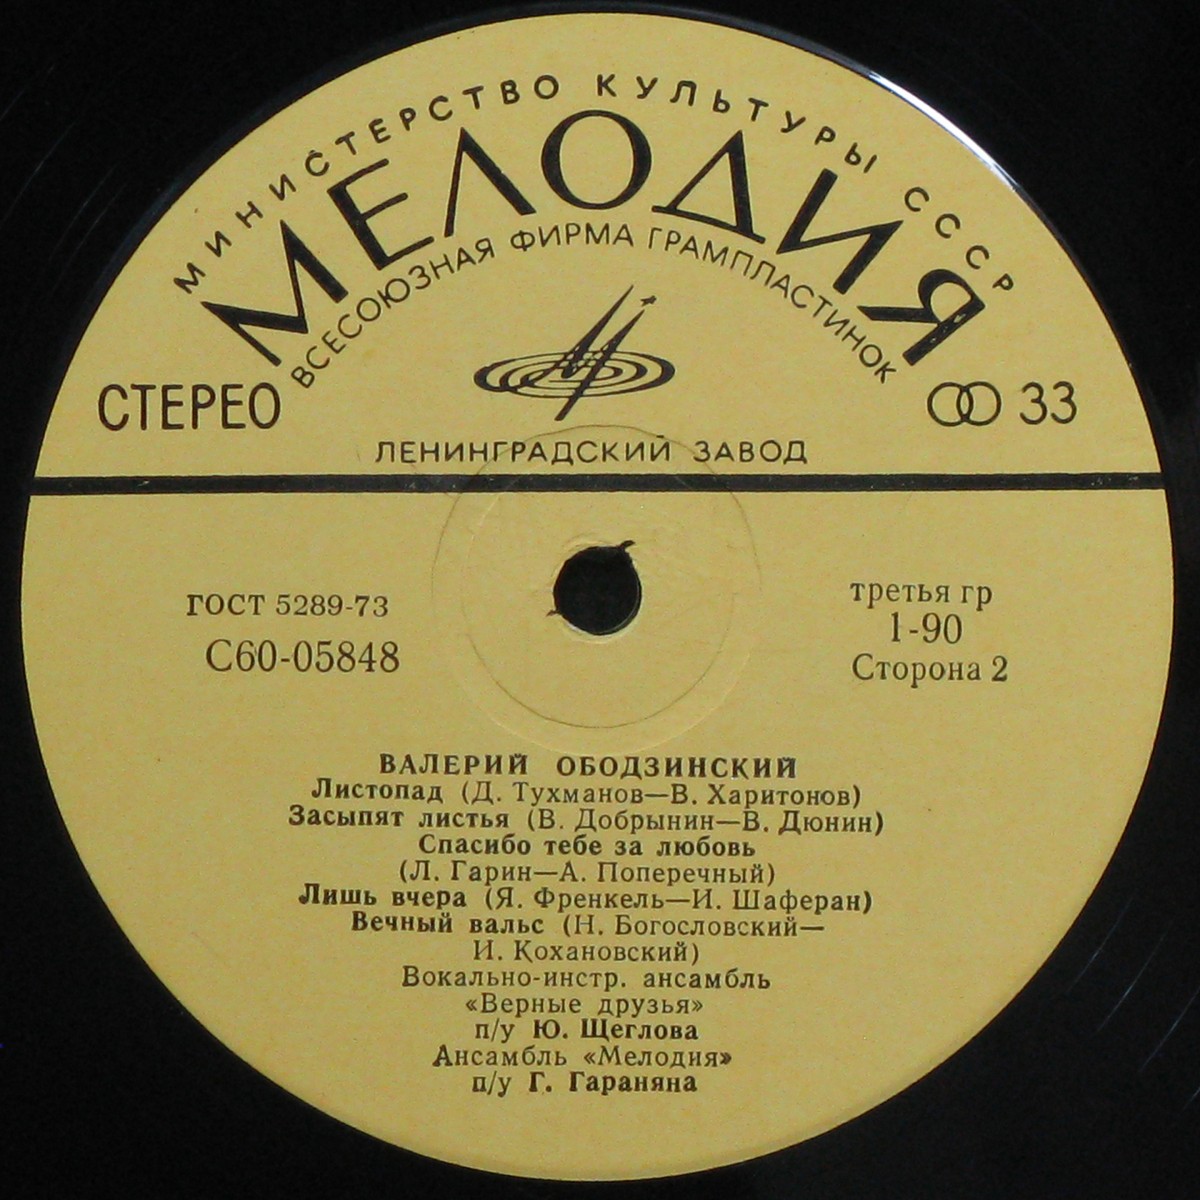 МИНИСТЕРСТВО КУЛЬТУРЫ СССР
МЕЛОДИЯ
ВСЕСОЮЗНАЯ ФИРМА ГРАМПЛАСТИНОК
СТЕРЕО
33
ЛЕНИНГРАДСКИЙ ЗАВОД
ГОСТ 5289-73
С60-05848
третья гр
1-90
Сторона 2
ВАЛЕРИЙ ОБОДЗИНСКИЙ
Листопад (Д. Тухманов—В. Харитонов)
Засыпят листья (В. Добрынин—В. Дюнин)
Спасибо тебе за любовь
(Л. Гарин—А. Поперечный)
Лишь вчера (Я. Френкель—И. Шаферан)
Вечный вальс (Н. Богословский—
И. Кохановский)
Вокально-инстр. ансамбль
«Верные друзья»
п/у Ю. Щеглова
Ансамбль «Мелодия»
п/у Г. Гараняна